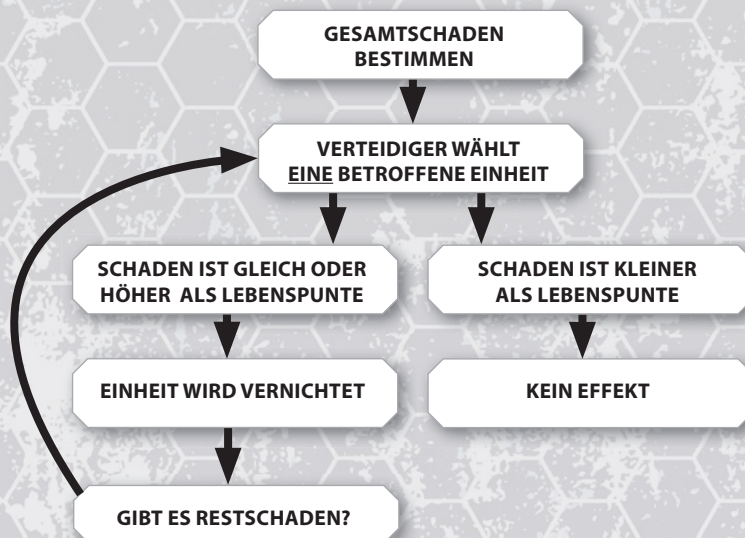 GESAMTSCHADEN
BESTIMMEN
VERTEIDIGER WÄHLT
EINE BETROFFENE EINHEIT
SCHADEN IST GLEICH ODER
HÖHER ALS LEBENSPUNTE
SCHADEN IST KLEINER
ALS LEBENSPUNTE
EINHEIT WIRD VERNICHTET
KEIN EFFEKT
GIBT ES RESTSCHADEN?